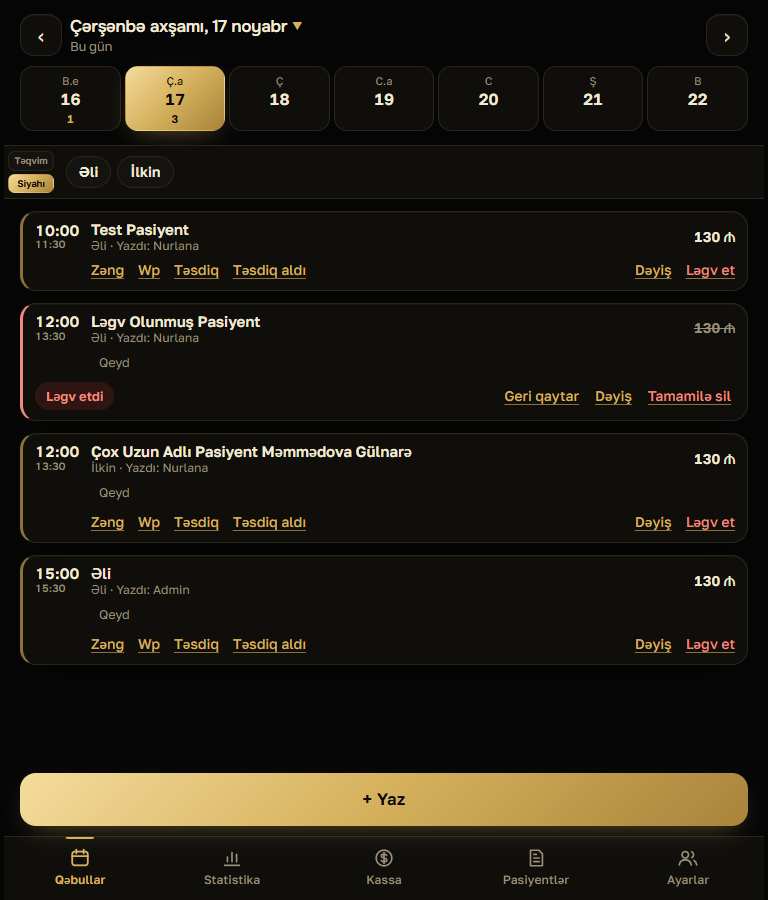 ‹
Çərşənbə axşamı, 17 noyabr ▼
Bu gün
›
B.e
16
1
Ç.a
17
3
Ç
18
C.a
19
C
20
Ş
21
B
22
Təqvim
Siyahı
Əli
İlkin
10:00 Test Pasiyent
11:30 Əli · Yazdı: Nurlana
130 ₼
Zəng Wp Təsdiq Təsdiq aldı Dəyiş Ləgv et
12:00 Ləgv Olunmuş Pasiyent
13:30 Əli · Yazdı: Nurlana
130 ₼
Qeyd
Ləgv etdi Geri qaytar Dəyiş Tamamilə sil
12:00 Çox Uzun Adlı Pasiyent Məmmədova Gülnarə
13:30 İlkin · Yazdı: Nurlana
130 ₼
Qeyd
Zəng Wp Təsdiq Təsdiq aldı Dəyiş Ləgv et
15:00 Əli
15:30 Əli · Yazdı: Admin
130 ₼
Qeyd
Zəng Wp Təsdiq Təsdiq aldı Dəyiş Ləgv et
+ Yaz
Qəbullar Statistika Kassa Pasiyentlər Ayarlar